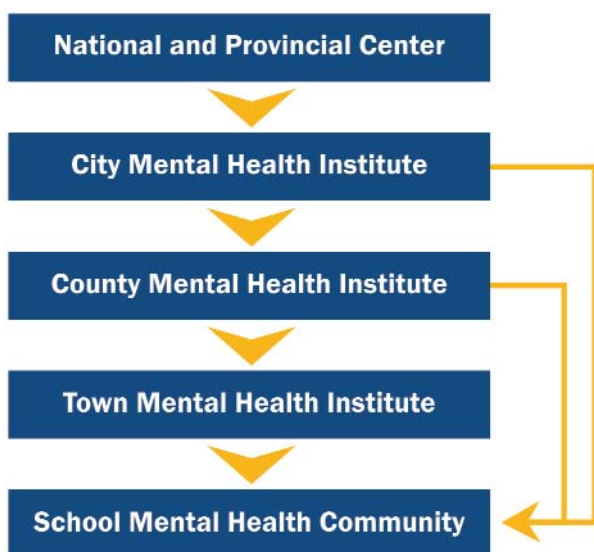 National and Provincial Center
City Mental Health Institute
County Mental Health Institute
Town Mental Health Institute
School Mental Health Community